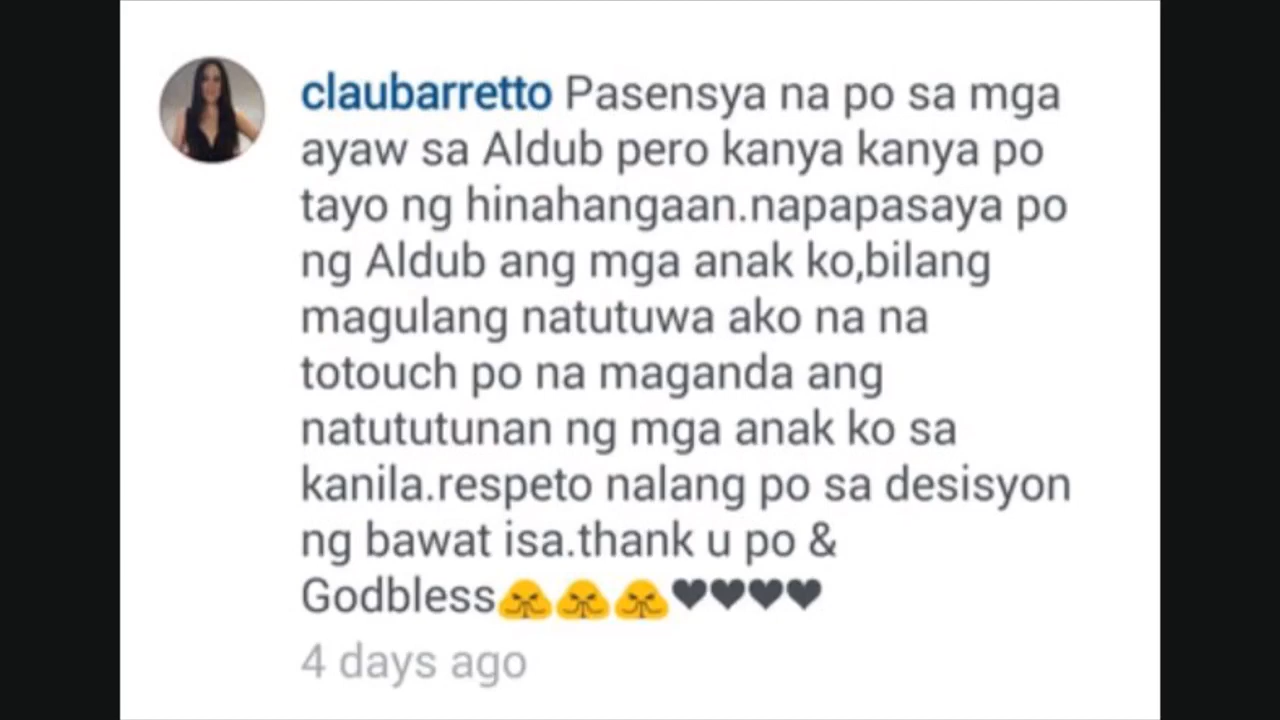 claubarretto Pasensya na po sa mga
ayaw sa Aldub pero kanya kanya po
tayo ng hinahangaan.napapasaya po
ng Aldub ang mga anak ko,bilang
magulang natutuwa ako na na
totouch po na maganda ang
natututunan ng mga anak ko sa
kanila.respeto nalang po sa desisyon
ng bawat isa.thank u po &
Godbless
4 days ago